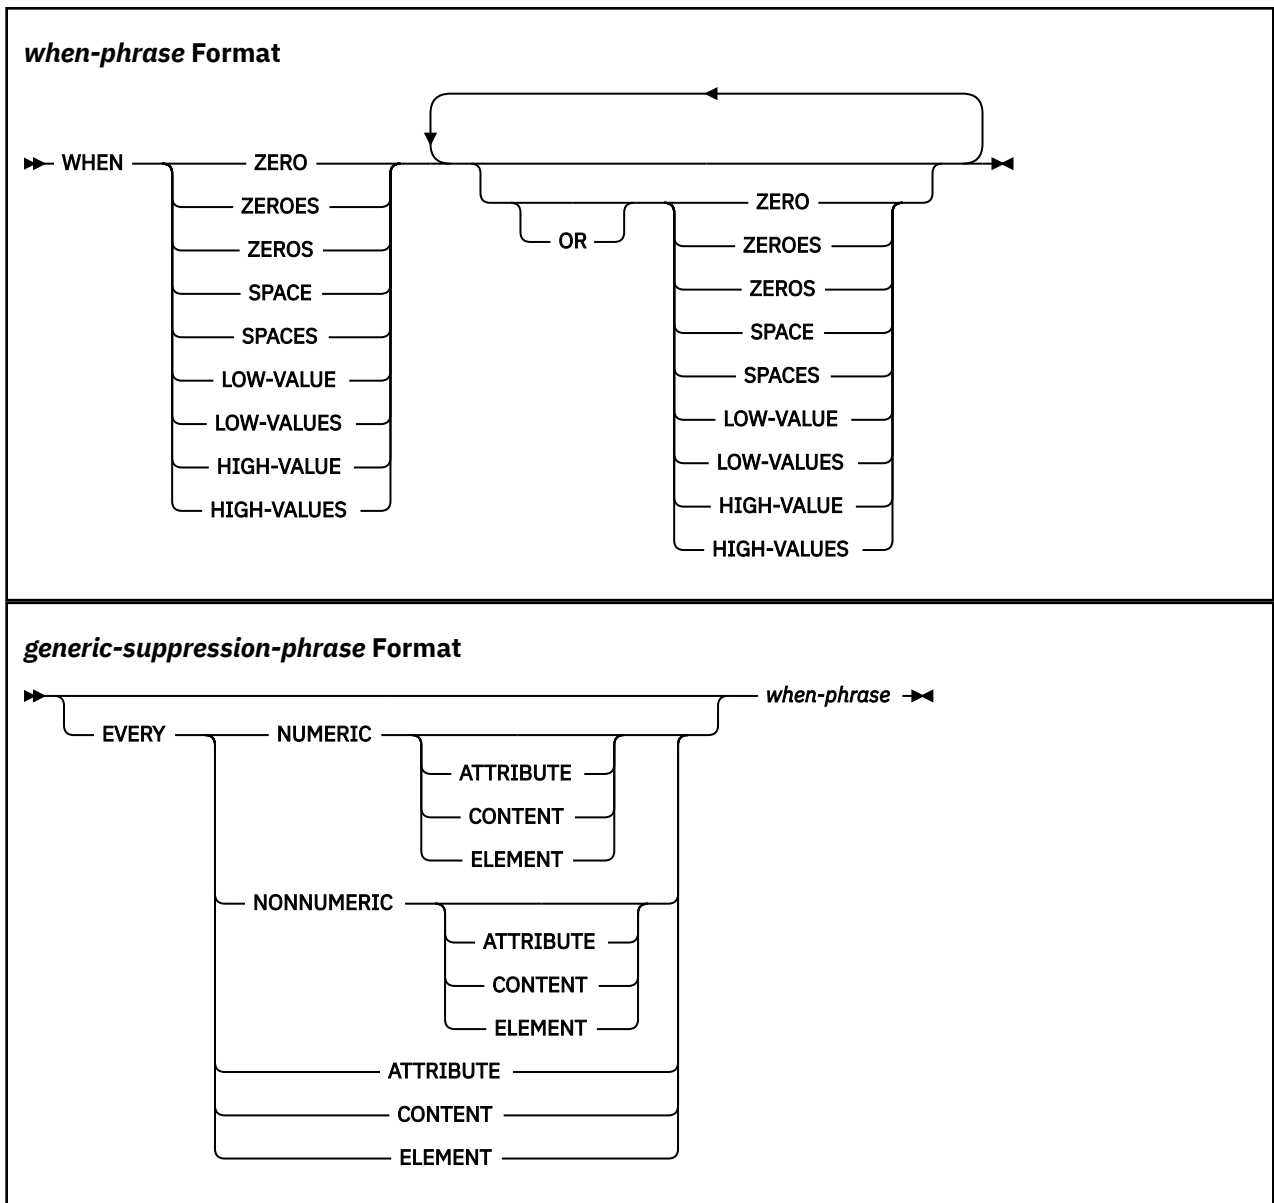 when-phrase Format
WHEN ZERO
ZEROES
ZEROS
SPACE
SPACES
LOW-VALUE
LOW-VALUES
HIGH-VALUE
HIGH-VALUES
OR ZERO
ZEROES
ZEROS
SPACE
SPACES
LOW-VALUE
LOW-VALUES
HIGH-VALUE
HIGH-VALUES
generic-suppression-phrase Format
when-phrase
EVERY NUMERIC
ATTRIBUTE
CONTENT
ELEMENT
NONNUMERIC
ATTRIBUTE
CONTENT
ELEMENT
ATTRIBUTE
CONTENT
ELEMENT